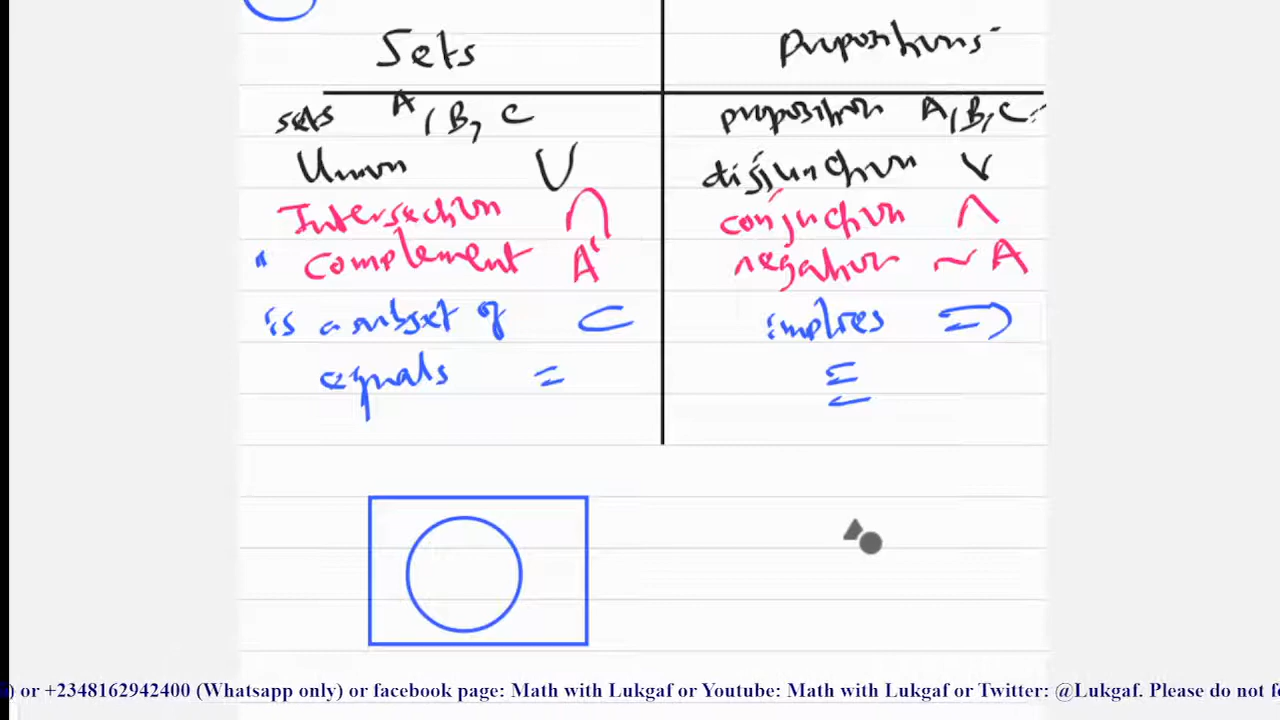 Sets
Propositions
sets A, B, C
proposition A, B, C
Union ∪
disjunction ∨
Intersection ∩
conjunction ∧
Complement A'
negation ~A
is a subset of ⊂
implies ⇒
equals =
≡
) or +2348162942400 (Whatsapp only) or facebook page: Math with Lukgaf or Youtube: Math with Lukgaf or Twitter: @Lukgaf. Please do not f